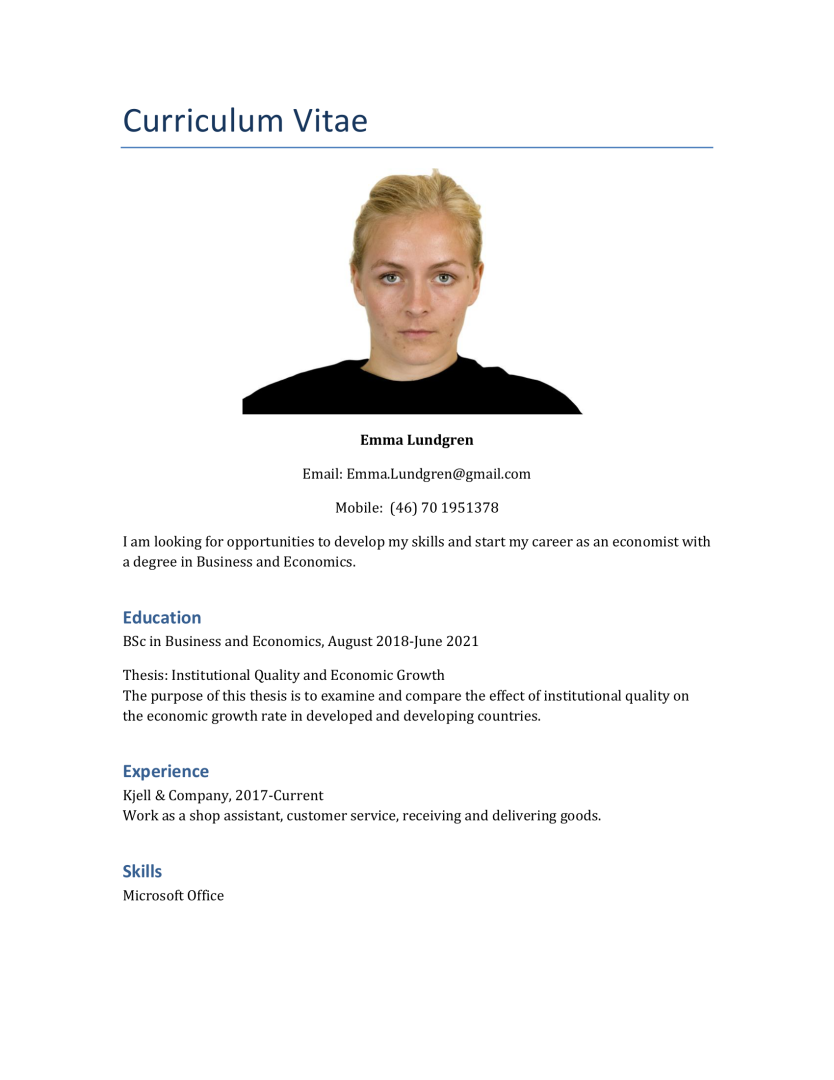 Curriculum Vitae
Emma Lundgren
Email: Emma.Lundgren@gmail.com
Mobile:  (46) 70 1951378
I am looking for opportunities to develop my skills and start my career as an economist with
a degree in Business and Economics.
Education
BSc in Business and Economics, August 2018-June 2021
Thesis: Institutional Quality and Economic Growth
The purpose of this thesis is to examine and compare the effect of institutional quality on
the economic growth rate in developed and developing countries.
Experience
Kjell & Company, 2017-Current
Work as a shop assistant, customer service, receiving and delivering goods.
Skills
Microsoft Office